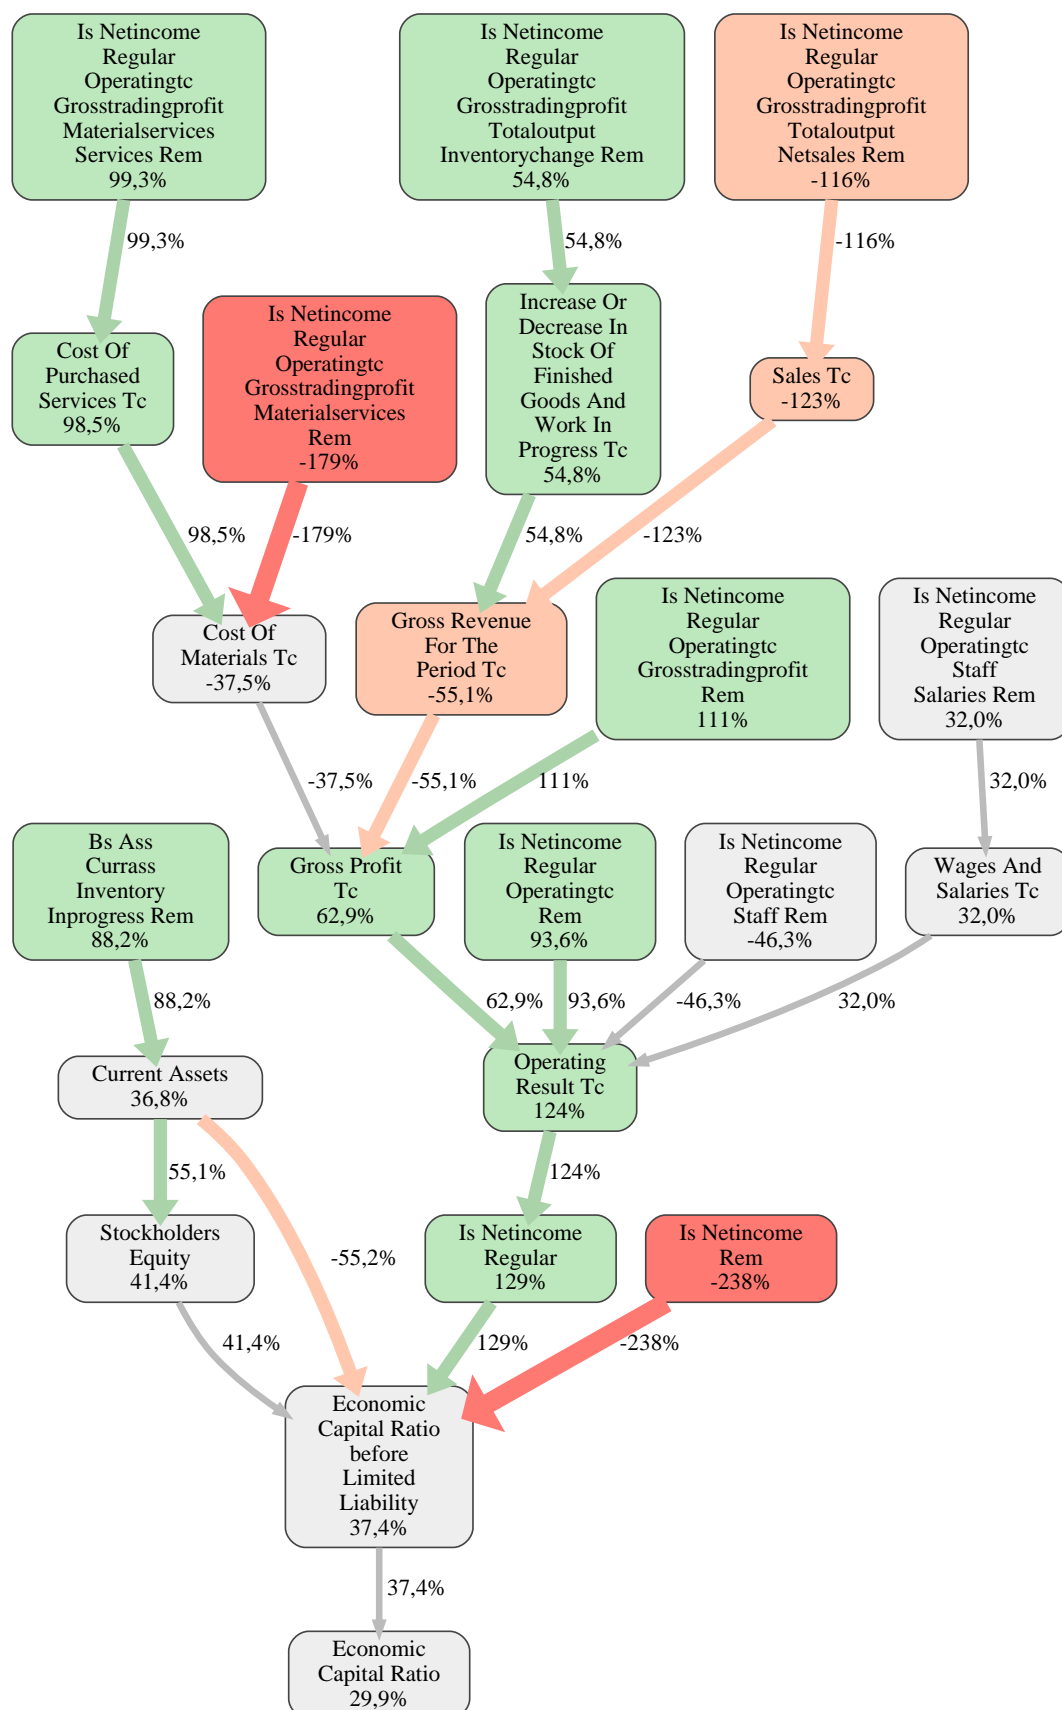 Is Netincome
Regular
Operatingtc
Grosstradingprofit
Materialservices
Services Rem
99,3%
Is Netincome
Regular
Operatingtc
Grosstradingprofit
Totaloutput
Inventorychange Rem
54,8%
Is Netincome
Regular
Operatingtc
Grosstradingprofit
Totaloutput
Netsales Rem
-116%
99,3%
54,8%
-116%
Cost Of
Purchased
Services Tc
98,5%
Is Netincome
Regular
Operatingtc
Grosstradingprofit
Materialservices
Rem
-179%
Increase Or
Decrease In
Stock Of
Finished
Goods And
Work In
Progress Tc
54,8%
Sales Tc
-123%
98,5%
-179%
54,8%
-123%
Cost Of
Materials Tc
-37,5%
Gross Revenue
For The
Period Tc
-55,1%
Is Netincome
Regular
Operatingtc
Grosstradingprofit
Rem
111%
Is Netincome
Regular
Operatingtc
Staff
Salaries Rem
32,0%
-37,5%
-55,1%
111%
32,0%
Bs Ass
Currass
Inventory
Inprogress Rem
88,2%
Gross Profit
Tc
62,9%
Is Netincome
Regular
Operatingtc
Rem
93,6%
Is Netincome
Regular
Operatingtc
Staff Rem
-46,3%
Wages And
Salaries Tc
32,0%
88,2%
62,9%
93,6%
-46,3%
32,0%
Current Assets
36,8%
Operating
Result Tc
124%
55,1%
-55,2%
124%
Stockholders
Equity
41,4%
Is Netincome
Regular
129%
Is Netincome
Rem
-238%
41,4%
129%
-238%
Economic
Capital Ratio
before
Limited
Liability
37,4%
37,4%
Economic
Capital Ratio
29,9%